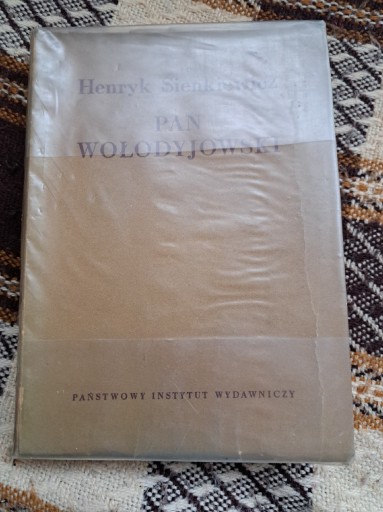 Henryk Sienkiewicz
PAN
WOŁODYJOWSKI
PAŃSTWOWY INSTYTUT WYDAWNICZY